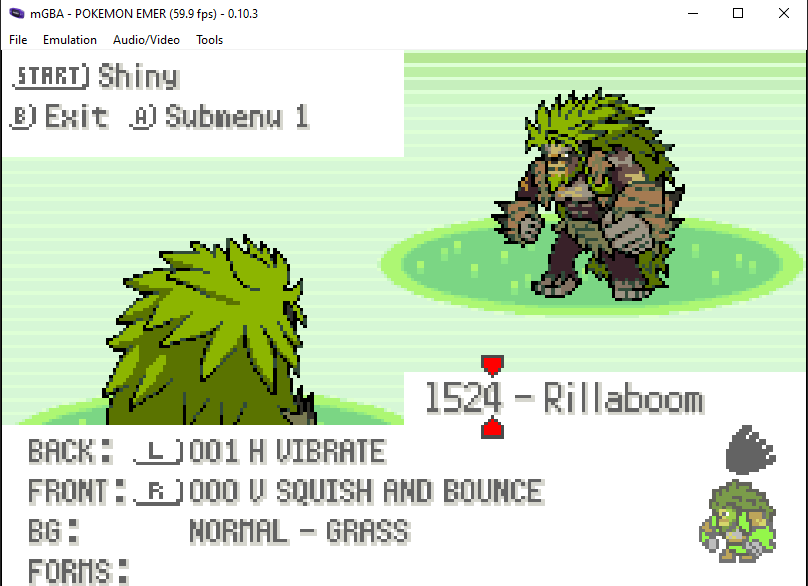 mGBA - POKEMON EMER (59.9 fps) - 0.10.3
File Emulation Audio/Video Tools
START Shiny
B Exit A Submenu 1
1524 - Rillaboom
BACK: L 001 H VIBRATE
FRONT: R 000 V SQUISH AND BOUNCE
BG: NORMAL - GRASS
FORMS: